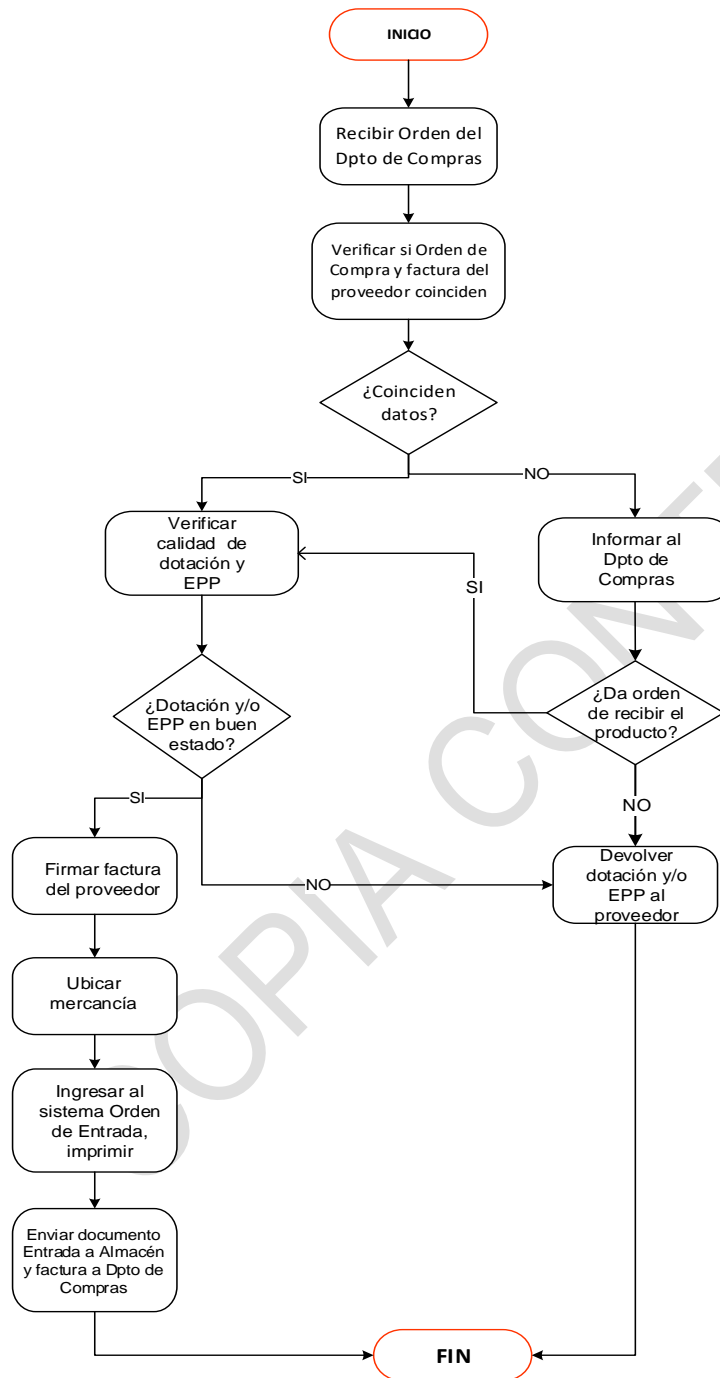 INICIO
Recibir Orden del
Dpto de Compras
Verificar si Orden de
Compra y factura del
proveedor coinciden
¿Coinciden
datos?
SI
NO
Verificar
calidad de
dotación y
EPP
Informar al
Dpto de
Compras
SI
¿Dotación y/o
EPP en buen
estado?
¿Da orden
de recibir el
producto?
SI
NO
Firmar factura
del proveedor
NO
Devolver
dotación y/o
EPP al
proveedor
Ubicar
mercancía
Ingresar al
sistema Orden
de Entrada,
imprimir
Enviar documento
Entrada a Almacén
y factura a Dpto de
Compras
FIN
COPIA CONT